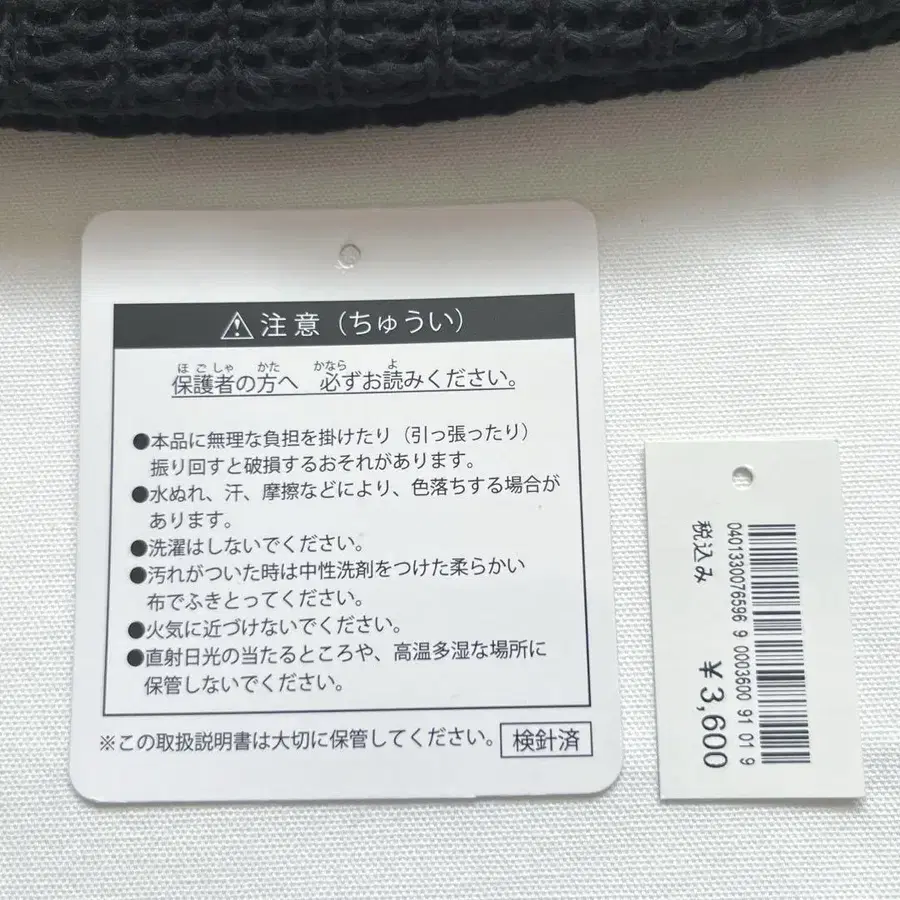 注意（ちゅうい）
ほごしゃ かた かなら よ
保護者の方へ 必ずお読みください。
●本品に無理な負担を掛けたり（引っ張ったり）
振り回すと破損するおそれがあります。
●水ぬれ、汗、摩擦などにより、色落ちする場合が
あります。
●洗濯はしないでください。
●汚れがついた時は中性洗剤をつけた柔らかい
布でふきとってください。
●火気に近づけないでください。
●直射日光の当たるところや、高温多湿な場所に
保管しないでください。
※この取扱説明書は大切に保管してください。 検針済
0401330076596 9 0003600 91 01 9
税込み
¥3,600